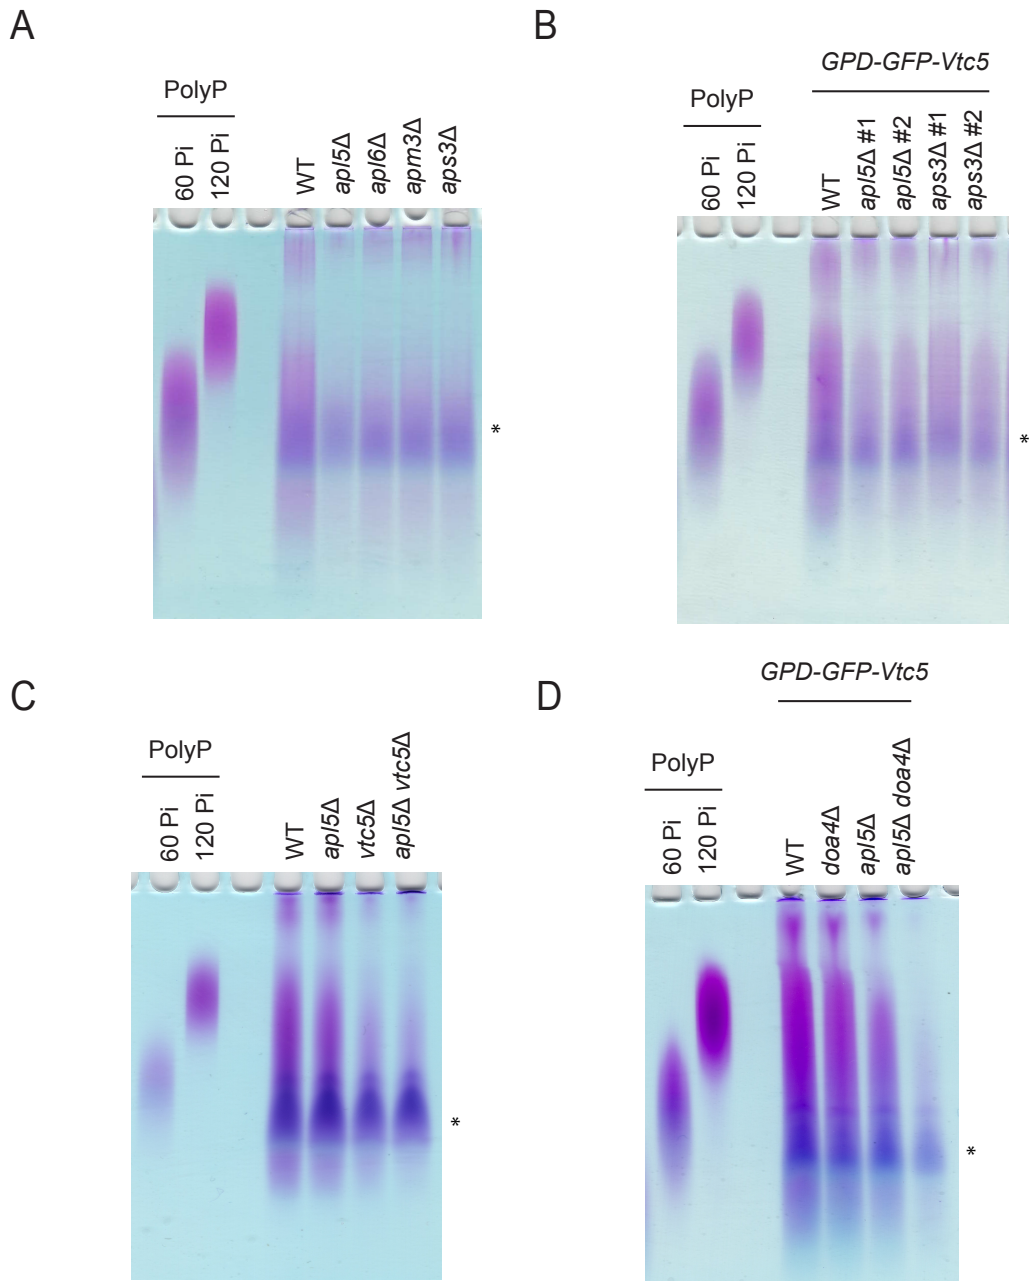 A
PolyP
60 Pi
120 Pi
WT
apl5Δ
apl6Δ
apm3Δ
aps3Δ
*
B
GPD-GFP-Vtc5
PolyP
60 Pi
120 Pi
WT
apl5Δ #1
apl5Δ #2
aps3Δ #1
aps3Δ #2
*
C
PolyP
60 Pi
120 Pi
WT
apl5Δ
vtc5Δ
apl5Δ vtc5Δ
*
D
GPD-GFP-Vtc5
PolyP
60 Pi
120 Pi
WT
doa4Δ
apl5Δ
apl5Δ doa4Δ
*